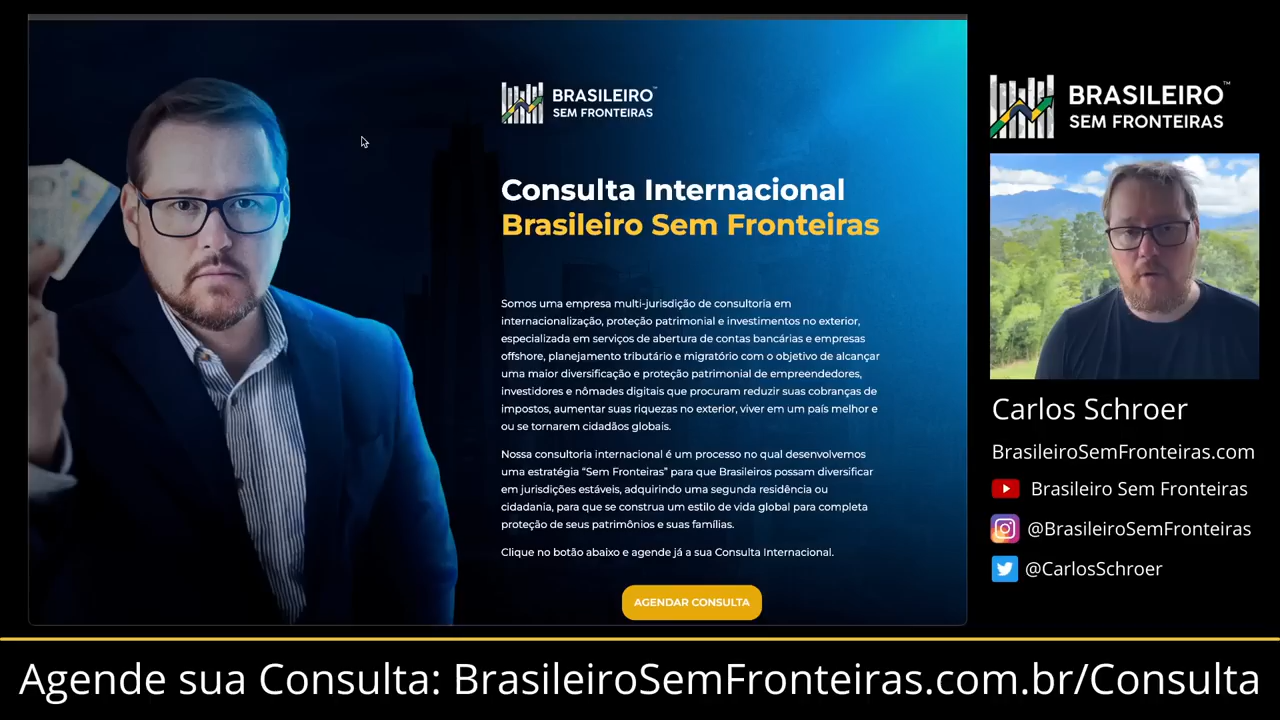 BRASILEIRO™
SEM FRONTEIRAS
Consulta Internacional
Brasileiro Sem Fronteiras
Somos uma empresa multi-jurisdição de consultoria em
internacionalização, proteção patrimonial e investimentos no exterior,
especializada em serviços de abertura de contas bancárias e empresas
offshore, planejamento tributário e migratório com o objetivo de alcançar
uma maior diversificação e proteção patrimonial de empreendedores,
investidores e nômades digitais que procuram reduzir suas cobranças de
impostos, aumentar suas riquezas no exterior, viver em um país melhor e
ou se tornarem cidadãos globais.
Nossa consultoria internacional é um processo no qual desenvolvemos
uma estratégia “Sem Fronteiras” para que Brasileiros possam diversificar
em jurisdições estáveis, adquirindo uma segunda residência ou
cidadania, para que se construa um estilo de vida global para completa
proteção de seus patrimônios e suas famílias.
Clique no botão abaixo e agende já a sua Consulta Internacional.
AGENDAR CONSULTA
BRASILEIRO™
SEM FRONTEIRAS
Carlos Schroer
BrasileiroSemFronteiras.com
Brasileiro Sem Fronteiras
@BrasileiroSemFronteiras
@CarlosSchroer
Agende sua Consulta: BrasileiroSemFronteiras.com.br/Consulta